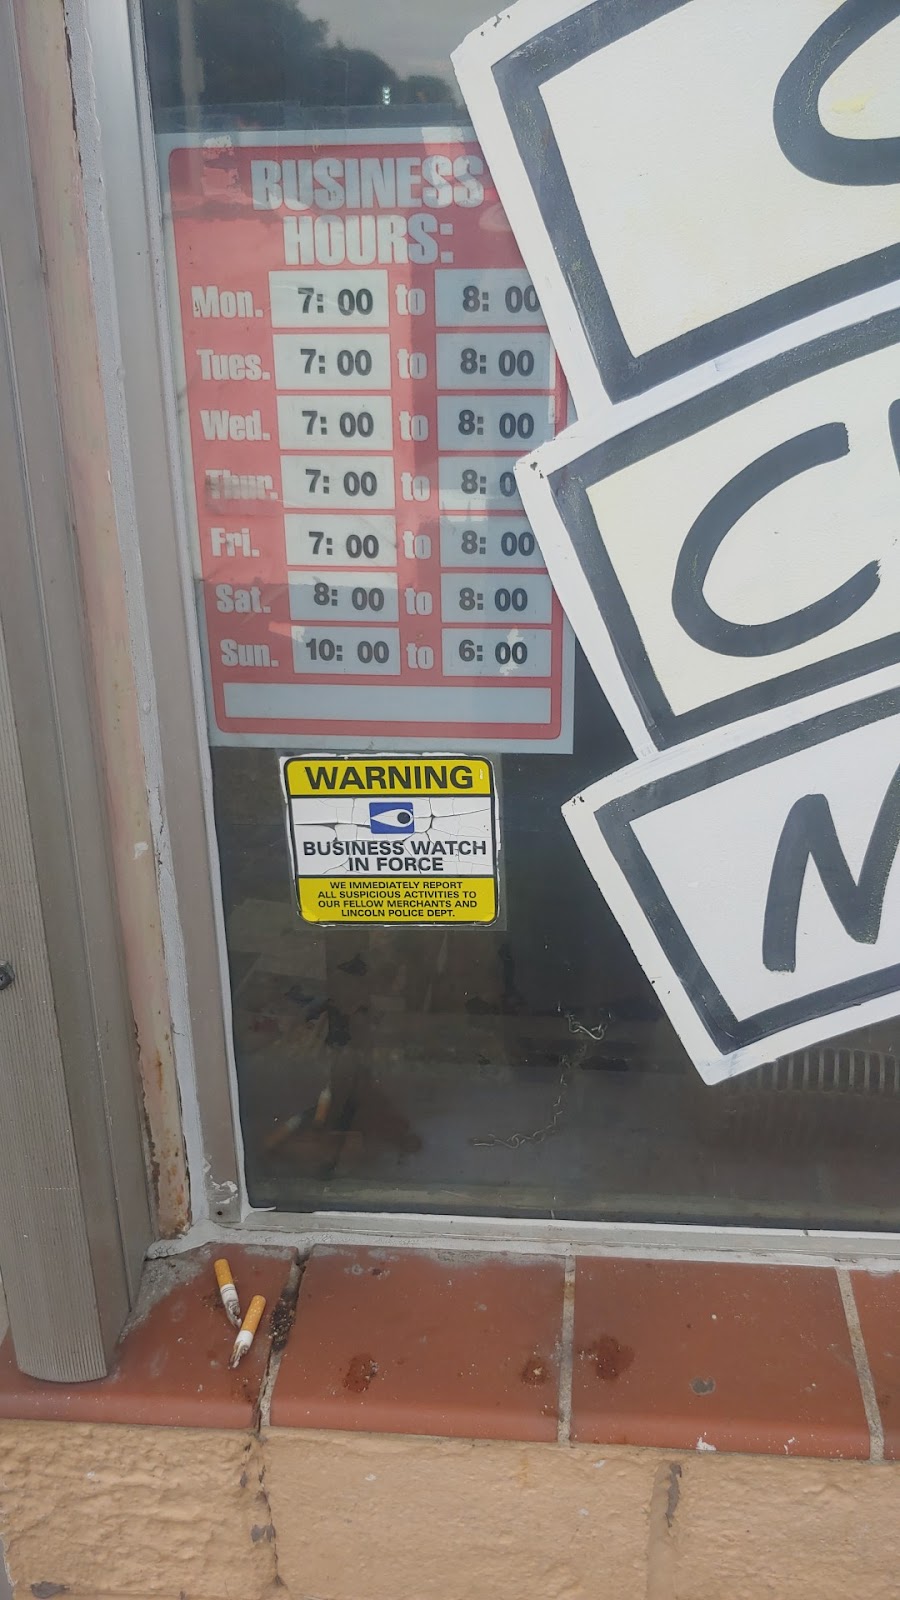 BUSINESS
HOURS:
Mon. 7: 00 to 8: 00
Tues. 7: 00 to 8: 00
Wed. 7: 00 to 8: 00
Thur. 7: 00 to 8: 0
Fri. 7: 00 to 8: 00
Sat. 8: 00 to 8: 00
Sun. 10: 00 to 6: 00
WARNING
BUSINESS WATCH
IN FORCE
WE IMMEDIATELY REPORT
ALL SUSPICIOUS ACTIVITIES TO
OUR FELLOW MERCHANTS AND
LINCOLN POLICE DEPT.
C
N